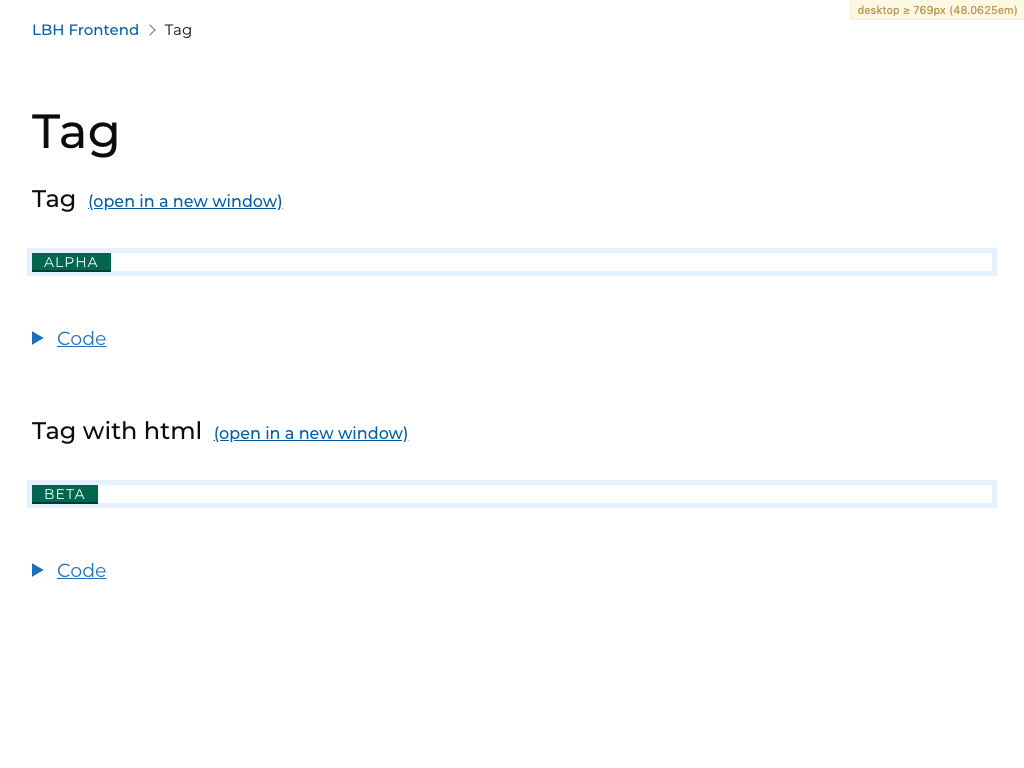 desktop ≥ 769px (48.0625em)
LBH Frontend > Tag
Tag
Tag (open in a new window)
ALPHA
Code
Tag with html (open in a new window)
BETA
Code